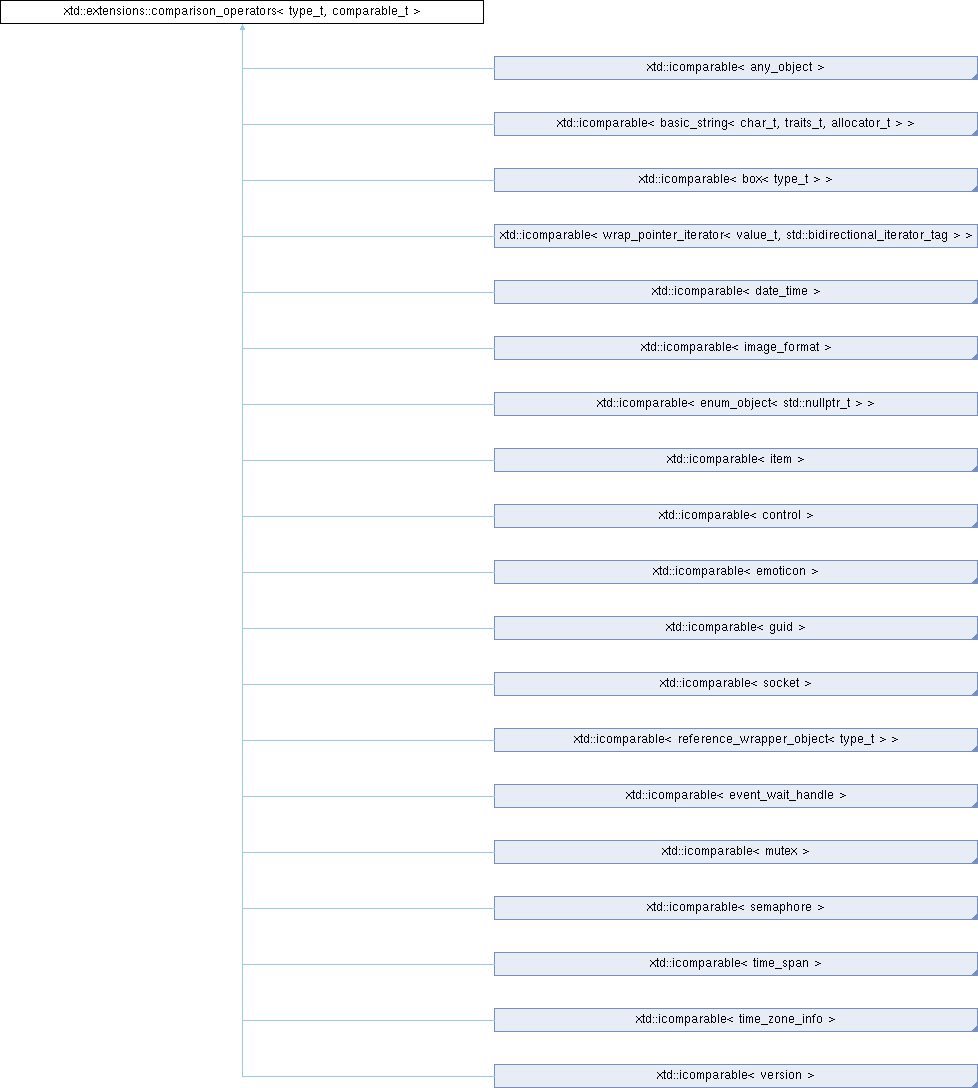 xtd::extensions::comparison_operators< type_t, comparable_t >
xtd::icomparable< any_object >
xtd::icomparable< basic_string< char_t, traits_t, allocator_t > >
xtd::icomparable< box< type_t > >
xtd::icomparable< wrap_pointer_iterator< value_t, std::bidirectional_iterator_tag > >
xtd::icomparable< date_time >
xtd::icomparable< image_format >
xtd::icomparable< enum_object< std::nullptr_t > >
xtd::icomparable< item >
xtd::icomparable< control >
xtd::icomparable< emoticon >
xtd::icomparable< guid >
xtd::icomparable< socket >
xtd::icomparable< reference_wrapper_object< type_t > >
xtd::icomparable< event_wait_handle >
xtd::icomparable< mutex >
xtd::icomparable< semaphore >
xtd::icomparable< time_span >
xtd::icomparable< time_zone_info >
xtd::icomparable< version >